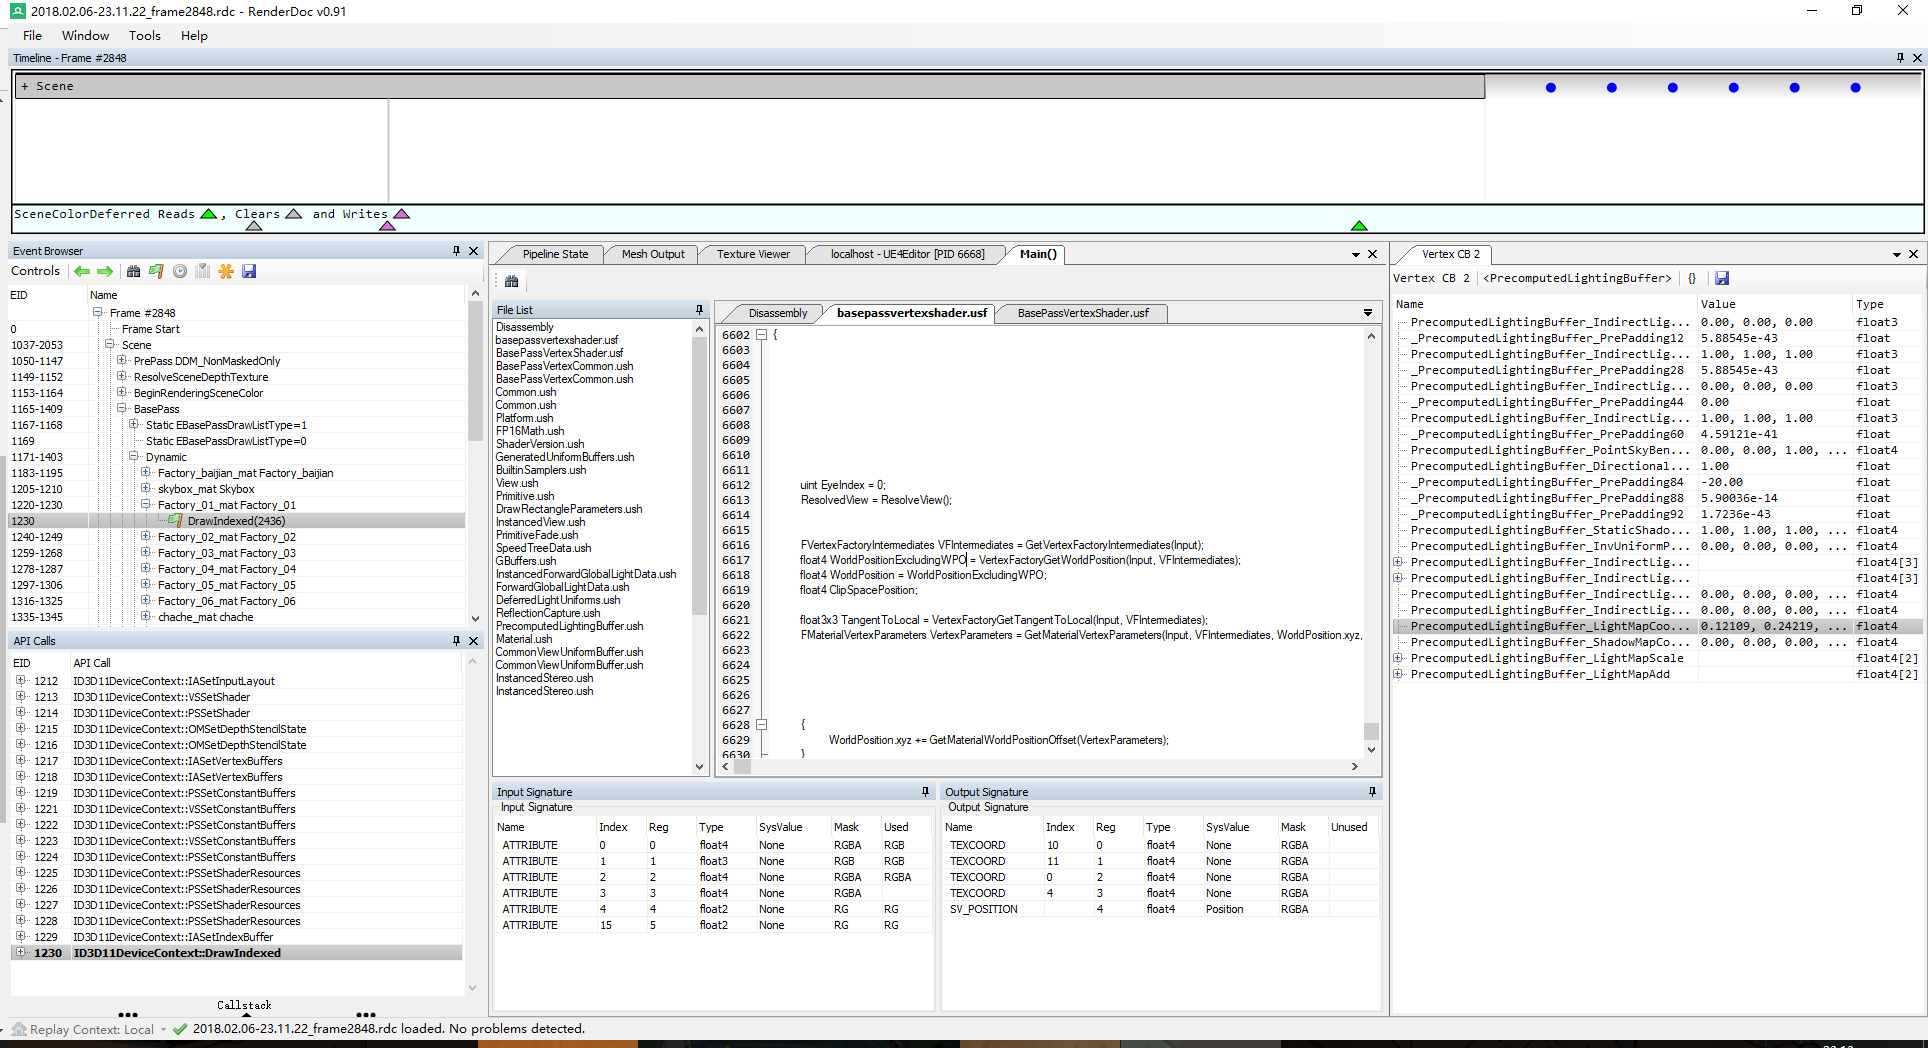 2018.02.06-23.11.22_frame2848.rdc - RenderDoc v0.91
File Window Tools Help
Timeline - Frame #2848
+ Scene
SceneColorDeferred Reads , Clears and Writes
Event Browser
Controls
EID Name
Frame #2848
0 Frame Start
1037-2053 Scene
1050-1147 PrePass DDM_NonMaskedOnly
1149-1152 ResolveSceneDepthTexture
1153-1164 BeginRenderingSceneColor
1165-1409 BasePass
1167-1168 Static EBasePassDrawListType=1
1169 Static EBasePassDrawListType=0
1171-1403 Dynamic
1183-1195 Factory_baijian_mat Factory_baijian
1205-1210 skybox_mat Skybox
1220-1230 Factory_01_mat Factory_01
1230 DrawIndexed(2436)
1240-1249 Factory_02_mat Factory_02
1259-1268 Factory_03_mat Factory_03
1278-1287 Factory_04_mat Factory_04
1297-1306 Factory_05_mat Factory_05
1316-1325 Factory_06_mat Factory_06
1335-1345 chache_mat chache
API Calls
EID API Call
1212 ID3D11DeviceContext::IASetInputLayout
1213 ID3D11DeviceContext::VSSetShader
1214 ID3D11DeviceContext::PSSetShader
1215 ID3D11DeviceContext::OMSetDepthStencilState
1216 ID3D11DeviceContext::OMSetDepthStencilState
1217 ID3D11DeviceContext::IASetVertexBuffers
1218 ID3D11DeviceContext::IASetVertexBuffers
1219 ID3D11DeviceContext::PSSetConstantBuffers
1221 ID3D11DeviceContext::VSSetConstantBuffers
1222 ID3D11DeviceContext::PSSetConstantBuffers
1223 ID3D11DeviceContext::VSSetConstantBuffers
1224 ID3D11DeviceContext::PSSetConstantBuffers
1225 ID3D11DeviceContext::PSSetShaderResources
1226 ID3D11DeviceContext::PSSetShaderResources
1227 ID3D11DeviceContext::PSSetShaderResources
1228 ID3D11DeviceContext::PSSetShaderResources
1229 ID3D11DeviceContext::IASetIndexBuffer
1230 ID3D11DeviceContext::DrawIndexed
Callstack
Pipeline State Mesh Output Texture Viewer localhost - UE4Editor [PID 6668] Main()
File List
Disassembly
basepassvertexshader.usf
BasePassVertexShader.usf
BasePassVertexCommon.ush
BasePassVertexCommon.ush
Common.ush
Common.ush
Platform.ush
FP16Math.ush
ShaderVersion.ush
GeneratedUniformBuffers.ush
BuiltinSamplers.ush
View.ush
Primitive.ush
DrawRectangleParameters.ush
InstancedView.ush
PrimitiveFade.ush
SpeedTreeData.ush
GBuffers.ush
InstancedForwardGlobalLightData.ush
ForwardGlobalLightData.ush
DeferredLightUniforms.ush
ReflectionCapture.ush
PrecomputedLightingBuffer.ush
Material.ush
CommonViewUniformBuffer.ush
CommonViewUniformBuffer.ush
InstancedStereo.ush
InstancedStereo.ush
Disassembly basepassvertexshader.usf BasePassVertexShader.usf
6602 {
6603
6604
6605
6606
6607
6608
6609
6610
6611
6612 uint EyeIndex = 0;
6613 ResolvedView = ResolveView();
6614
6615
6616 FVertexFactoryIntermediates VFIntermediates = GetVertexFactoryIntermediates(Input);
6617 float4 WorldPositionExcludingWPO = VertexFactoryGetWorldPosition(Input, VFIntermediates);
6618 float4 WorldPosition = WorldPositionExcludingWPO;
6619 float4 ClipSpacePosition;
6620
6621 float3x3 TangentToLocal = VertexFactoryGetTangentToLocal(Input, VFIntermediates);
6622 FMaterialVertexParameters VertexParameters = GetMaterialVertexParameters(Input, VFIntermediates, WorldPosition.xyz,
6623
6624
6625
6626
6627
6628 {
6629 WorldPosition.xyz += GetMaterialWorldPositionOffset(VertexParameters);
6630 }
Input Signature
Input Signature
Name Index Reg Type SysValue Mask Used
ATTRIBUTE 0 0 float4 None RGBA RGB
ATTRIBUTE 1 1 float3 None RGB RGB
ATTRIBUTE 2 2 float4 None RGBA RGBA
ATTRIBUTE 3 3 float4 None RGBA
ATTRIBUTE 4 4 float2 None RG RG
ATTRIBUTE 15 5 float2 None RG RG
Output Signature
Output Signature
Name Index Reg Type SysValue Mask Unused
TEXCOORD 10 0 float4 None RGBA
TEXCOORD 11 1 float4 None RGBA
TEXCOORD 0 2 float4 None RGBA
TEXCOORD 4 3 float4 None RGBA
SV_POSITION 4 float4 Position RGBA
Vertex CB 2
Vertex CB 2 <PrecomputedLightingBuffer> {}
Name Value Type
PrecomputedLightingBuffer_IndirectLig... 0.00, 0.00, 0.00 float3
_PrecomputedLightingBuffer_PrePadding12 5.88545e-43 float
PrecomputedLightingBuffer_IndirectLig... 1.00, 1.00, 1.00 float3
_PrecomputedLightingBuffer_PrePadding28 5.88545e-43 float
PrecomputedLightingBuffer_IndirectLig... 0.00, 0.00, 0.00 float3
_PrecomputedLightingBuffer_PrePadding44 0.00 float
PrecomputedLightingBuffer_IndirectLig... 1.00, 1.00, 1.00 float3
_PrecomputedLightingBuffer_PrePadding60 4.59121e-41 float
PrecomputedLightingBuffer_PointSkyBen... 0.00, 0.00, 1.00, ... float4
PrecomputedLightingBuffer_Directional... 1.00 float
_PrecomputedLightingBuffer_PrePadding84 -20.00 float
_PrecomputedLightingBuffer_PrePadding88 5.90036e-14 float
_PrecomputedLightingBuffer_PrePadding92 1.7236e-43 float
PrecomputedLightingBuffer_StaticShado... 1.00, 1.00, 1.00, ... float4
PrecomputedLightingBuffer_InvUniformP... 0.00, 0.00, 0.00, ... float4
PrecomputedLightingBuffer_IndirectLig... float4[3]
PrecomputedLightingBuffer_IndirectLig... float4[3]
PrecomputedLightingBuffer_IndirectLig... 0.00, 0.00, 0.00, ... float4
PrecomputedLightingBuffer_IndirectLig... 0.00, 0.00, 0.00, ... float4
PrecomputedLightingBuffer_LightMapCoo... 0.12109, 0.24219, ... float4
PrecomputedLightingBuffer_ShadowMapCo... 0.00, 0.00, 0.00, ... float4
PrecomputedLightingBuffer_LightMapScale float4[2]
PrecomputedLightingBuffer_LightMapAdd float4[2]
Replay Context: Local 2018.02.06-23.11.22_frame2848.rdc loaded. No problems detected.